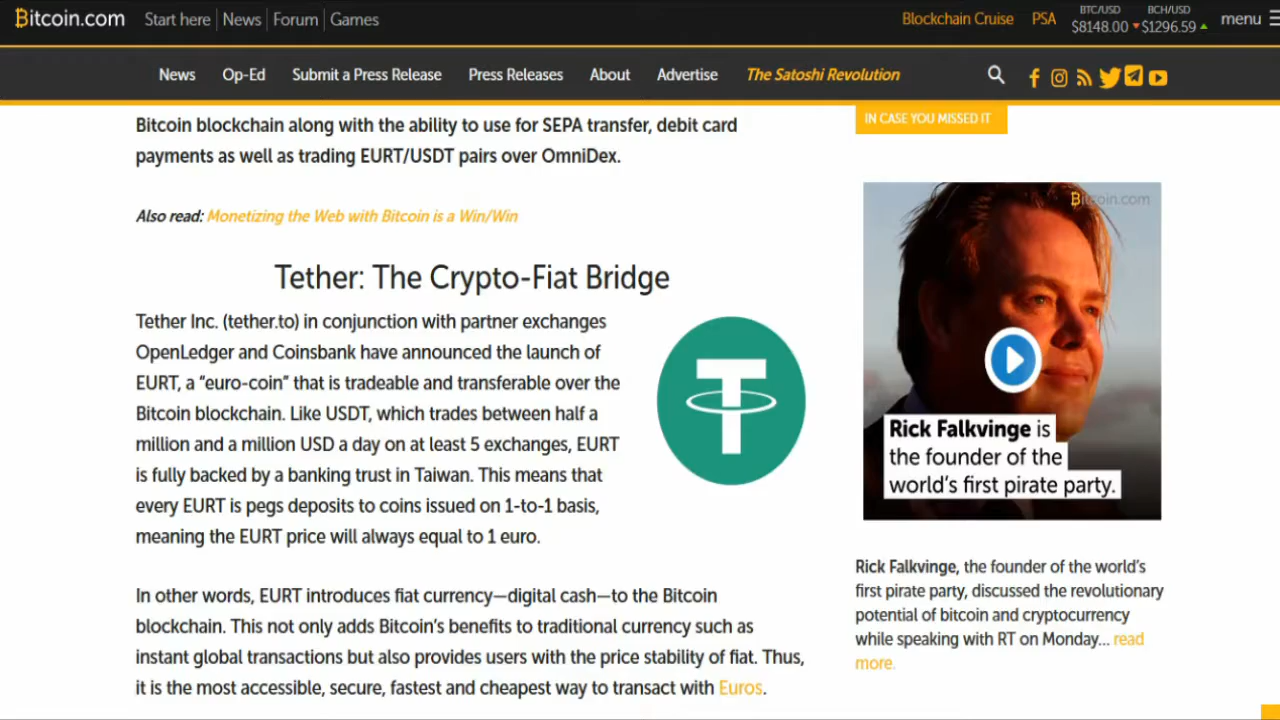 Bitcoin.com
Start here
News
Forum
Games
Blockchain Cruise
PSA
BTC/USD
$8148.00
BCH/USD
$1296.59
menu
News
Op-Ed
Submit a Press Release
Press Releases
About
Advertise
The Satoshi Revolution
Bitcoin blockchain along with the ability to use for SEPA transfer, debit card
payments as well as trading EURT/USDT pairs over OmniDex.
Also read: Monetizing the Web with Bitcoin is a Win/Win
Tether: The Crypto-Fiat Bridge
Tether Inc. (tether.to) in conjunction with partner exchanges
OpenLedger and Coinsbank have announced the launch of
EURT, a “euro-coin” that is tradeable and transferable over the
Bitcoin blockchain. Like USDT, which trades between half a
million and a million USD a day on at least 5 exchanges, EURT
is fully backed by a banking trust in Taiwan. This means that
every EURT is pegs deposits to coins issued on 1-to-1 basis,
meaning the EURT price will always equal to 1 euro.
In other words, EURT introduces fiat currency—digital cash—to the Bitcoin
blockchain. This not only adds Bitcoin’s benefits to traditional currency such as
instant global transactions but also provides users with the price stability of fiat. Thus,
it is the most accessible, secure, fastest and cheapest way to transact with Euros.
IN CASE YOU MISSED IT
Bitcoin.com
Rick Falkvinge is
the founder of the
world’s first pirate party.
Rick Falkvinge, the founder of the world’s
first pirate party, discussed the revolutionary
potential of bitcoin and cryptocurrency
while speaking with RT on Monday... read
more.